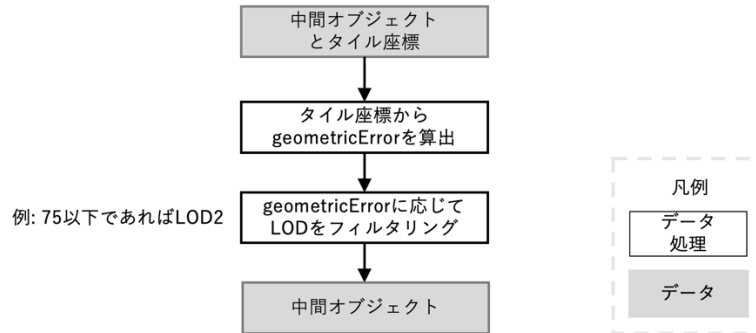 中間オブジェクト
とタイル座標
タイル座標から
geometricErrorを算出
例: 75以下であればLOD2
geometricErrorに応じて
LODをフィルタリング
中間オブジェクト
凡例
データ
処理
データ